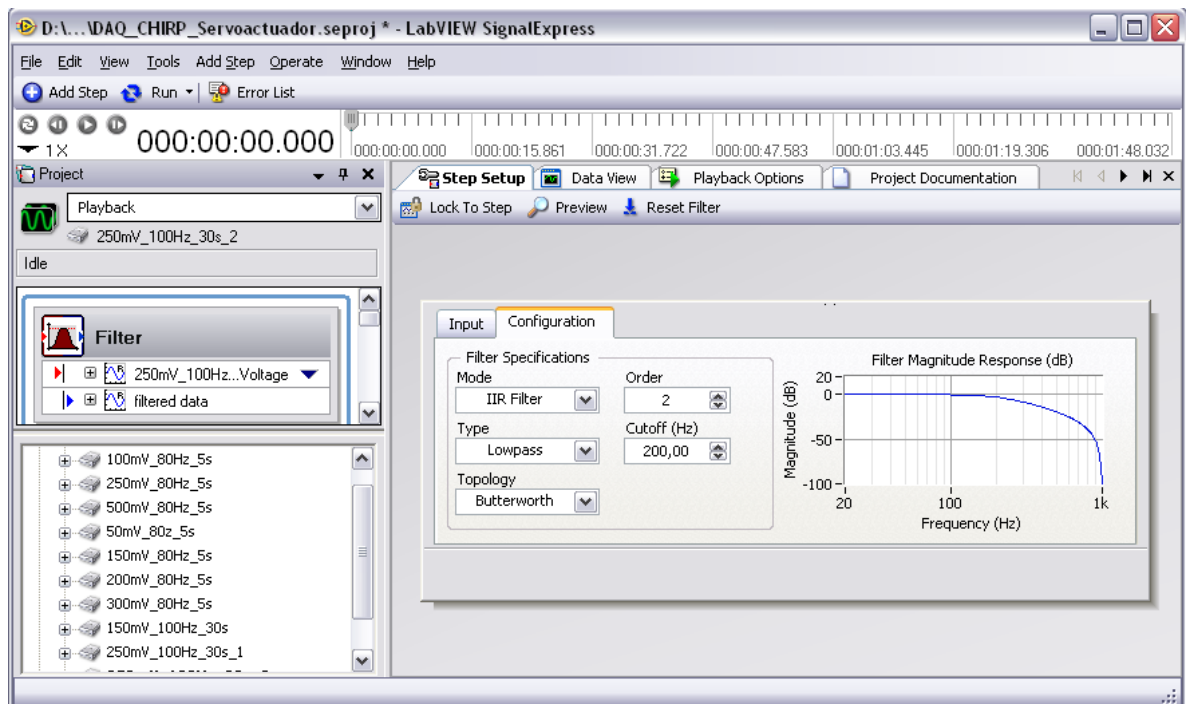 D:\...\DAQ_CHIRP_Servoactuador.seproj * - LabVIEW SignalExpress
File Edit View Tools Add Step Operate Window Help
Add Step Run Error List
1X 000:00:00.000
000:00:00.000 000:00:15.861 000:00:31.722 000:00:47.583 000:01:03.445 000:01:19.306 000:01:48.032
Project
Playback
250mV_100Hz_30s_2
Idle
Filter
250mV_100Hz...Voltage
filtered data
100mV_80Hz_5s
250mV_80Hz_5s
500mV_80Hz_5s
50mV_80z_5s
150mV_80Hz_5s
200mV_80Hz_5s
300mV_80Hz_5s
150mV_100Hz_30s
250mV_100Hz_30s_1
Step Setup Data View Playback Options Project Documentation
Lock To Step Preview Reset Filter
Input Configuration
Filter Specifications
Mode Order
IIR Filter 2
Type Cutoff (Hz)
Lowpass 200,00
Topology
Butterworth
Filter Magnitude Response (dB)
Magnitude (dB)
20
0
-50
-100
20 100 1k
Frequency (Hz)